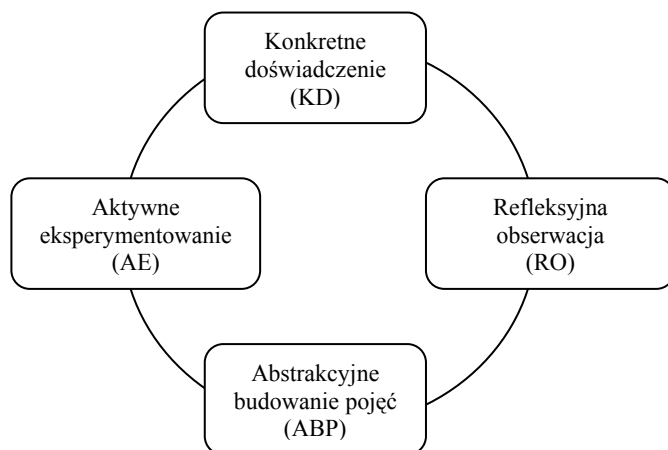 Konkretne
doświadczenie
(KD)
Aktywne
eksperymentowanie
(AE)
Refleksyjna
obserwacja
(RO)
Abstrakcyjne
budowanie pojęć
(ABP)